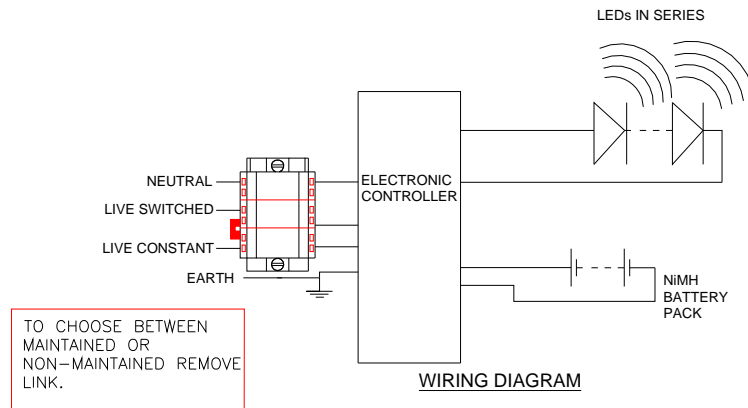 LEDs IN SERIES
NEUTRAL
LIVE SWITCHED
LIVE CONSTANT
EARTH
ELECTRONIC
CONTROLLER
NiMH
BATTERY
PACK
TO CHOOSE BETWEEN
MAINTAINED OR
NON-MAINTAINED REMOVE
LINK.
WIRING DIAGRAM